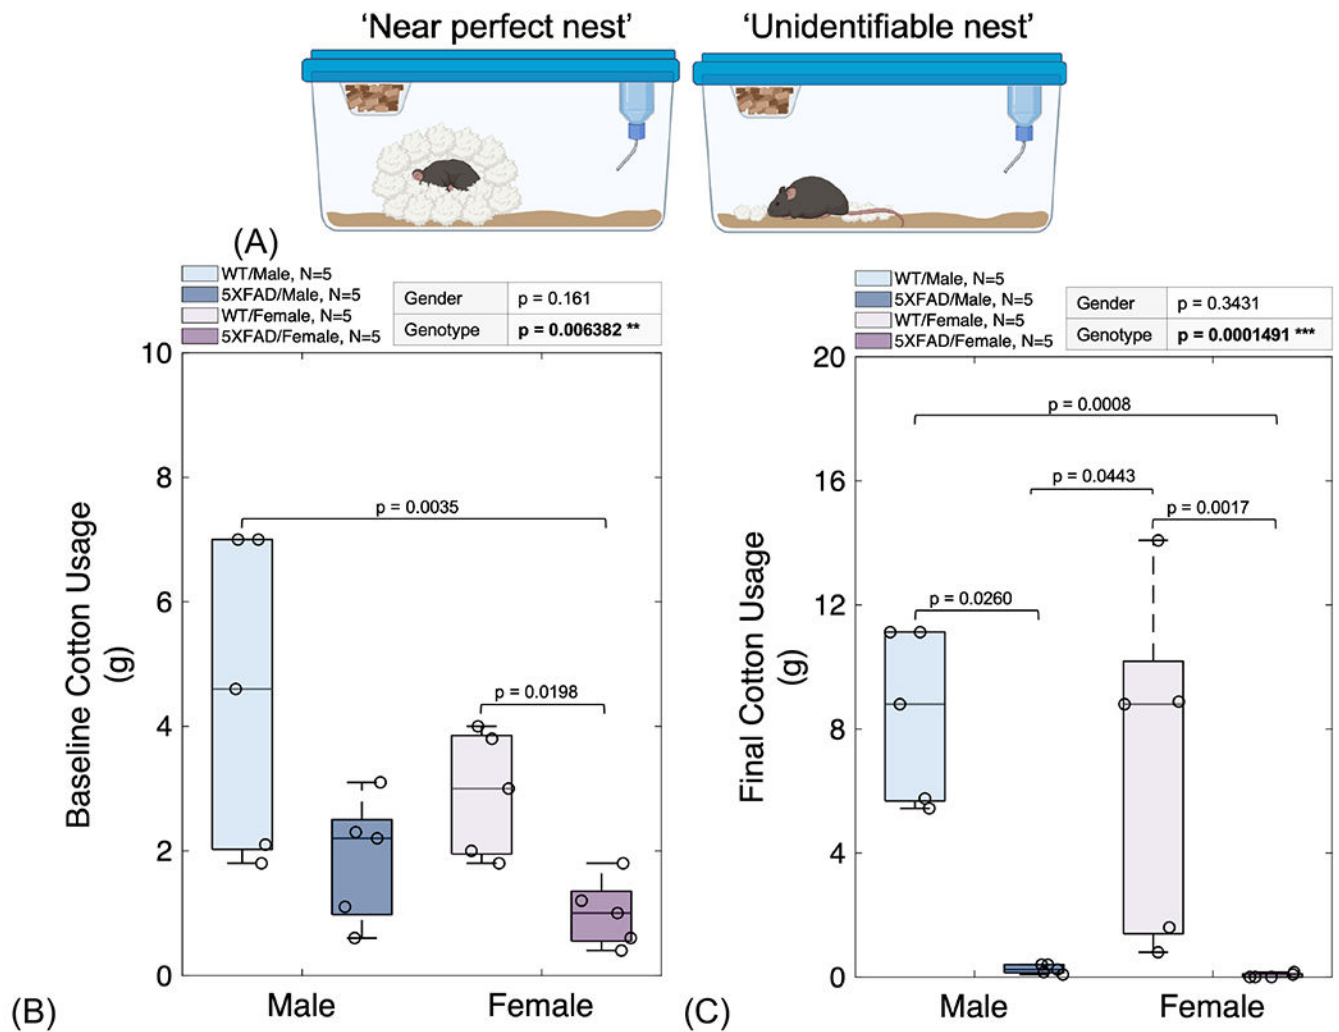 ‘Near perfect nest’
‘Unidentifiable nest’
(A)
WT/Male, N=5
5XFAD/Male, N=5
WT/Female, N=5
5XFAD/Female, N=5
Gender p = 0.161
Genotype p = 0.006382 **
Baseline Cotton Usage
(g)
10
8
6
4
2
0
p = 0.0035
p = 0.0198
Male
Female
(B)
WT/Male, N=5
5XFAD/Male, N=5
WT/Female, N=5
5XFAD/Female, N=5
Gender p = 0.3431
Genotype p = 0.0001491 ***
Final Cotton Usage
(g)
20
16
12
8
4
0
p = 0.0008
p = 0.0443
p = 0.0017
p = 0.0260
Male
Female
(C)